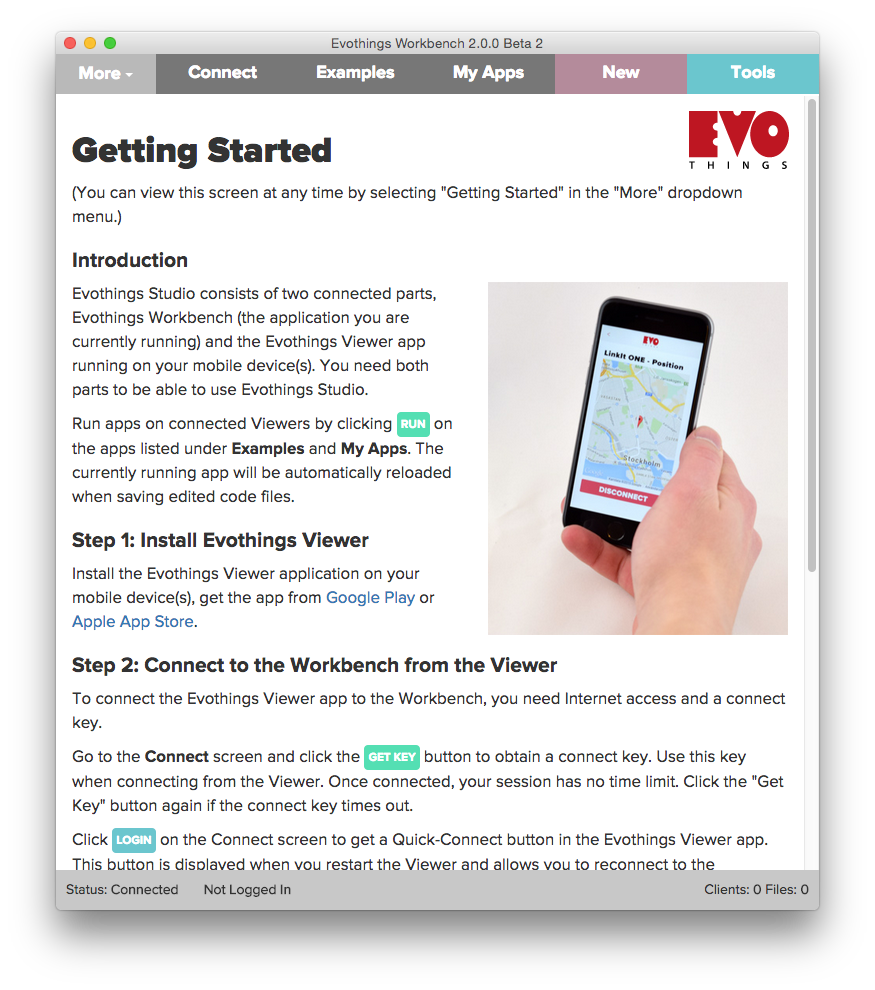 Evothings Workbench 2.0.0 Beta 2
More Connect Examples My Apps New Tools
EVO
THINGS
Getting Started
(You can view this screen at any time by selecting "Getting Started" in the "More" dropdown
menu.)
Introduction
Evothings Studio consists of two connected parts,
Evothings Workbench (the application you are
currently running) and the Evothings Viewer app
running on your mobile device(s). You need both
parts to be able to use Evothings Studio.
Run apps on connected Viewers by clicking RUN on
the apps listed under Examples and My Apps. The
currently running app will be automatically reloaded
when saving edited code files.
EVO
LinkIt ONE - Position
Stockholm
DISCONNECT
Step 1: Install Evothings Viewer
Install the Evothings Viewer application on your
mobile device(s), get the app from Google Play or
Apple App Store.
Step 2: Connect to the Workbench from the Viewer
To connect the Evothings Viewer app to the Workbench, you need Internet access and a connect
key.
Go to the Connect screen and click the GET KEY button to obtain a connect key. Use this key
when connecting from the Viewer. Once connected, your session has no time limit. Click the "Get
Key" button again if the connect key times out.
Click LOGIN on the Connect screen to get a Quick-Connect button in the Evothings Viewer app.
This button is displayed when you restart the Viewer and allows you to reconnect to the
Status: Connected Not Logged In Clients: 0 Files: 0